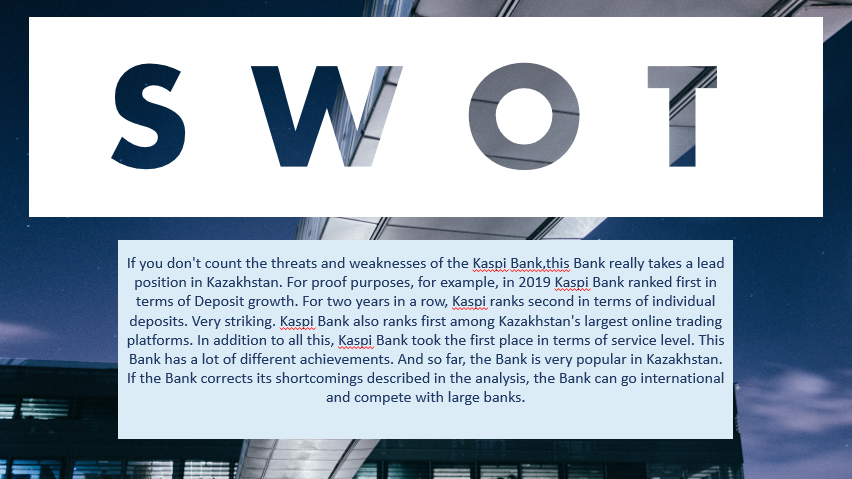 S W O T
If you don't count the threats and weaknesses of the Kaspi Bank,this Bank really takes a lead
position in Kazakhstan. For proof purposes, for example, in 2019 Kaspi Bank ranked first in
terms of Deposit growth. For two years in a row, Kaspi ranks second in terms of individual
deposits. Very striking. Kaspi Bank also ranks first among Kazakhstan's largest online trading
platforms. In addition to all this, Kaspi Bank took the first place in terms of service level. This
Bank has a lot of different achievements. And so far, the Bank is very popular in Kazakhstan.
If the Bank corrects its shortcomings described in the analysis, the Bank can go international
and compete with large banks.